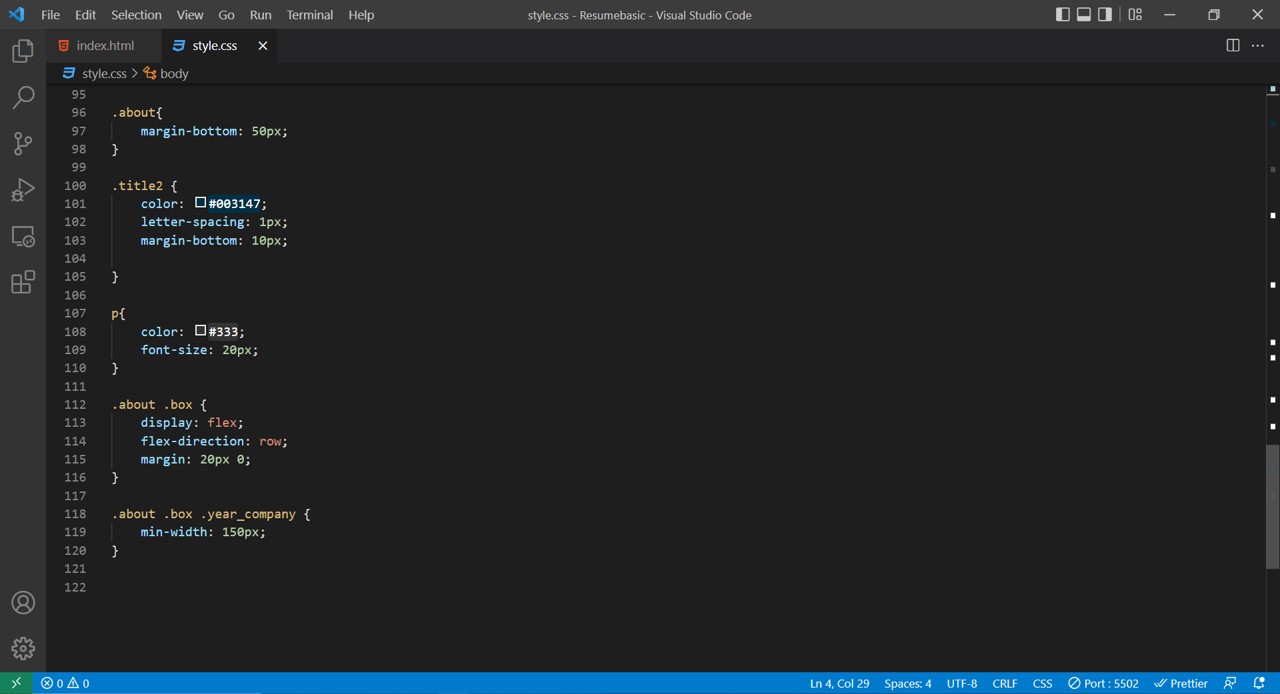 File Edit Selection View Go Run Terminal Help style.css - Resumebasic - Visual Studio Code
index.html style.css
style.css > body
95
96 .about{
97 margin-bottom: 50px;
98 }
99
100 .title2 {
101 color: #003147;
102 letter-spacing: 1px;
103 margin-bottom: 10px;
104
105 }
106
107 p{
108 color: #333;
109 font-size: 20px;
110 }
111
112 .about .box {
113 display: flex;
114 flex-direction: row;
115 margin: 20px 0;
116 }
117
118 .about .box .year_company {
119 min-width: 150px;
120 }
121
122
0 0 Ln 4, Col 29 Spaces: 4 UTF-8 CRLF CSS Port : 5502 Prettier